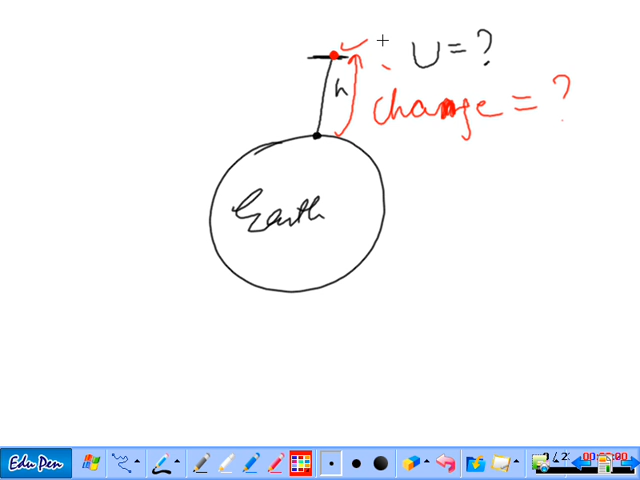 U = ?
h
change = ?
Earth
Edu Pen